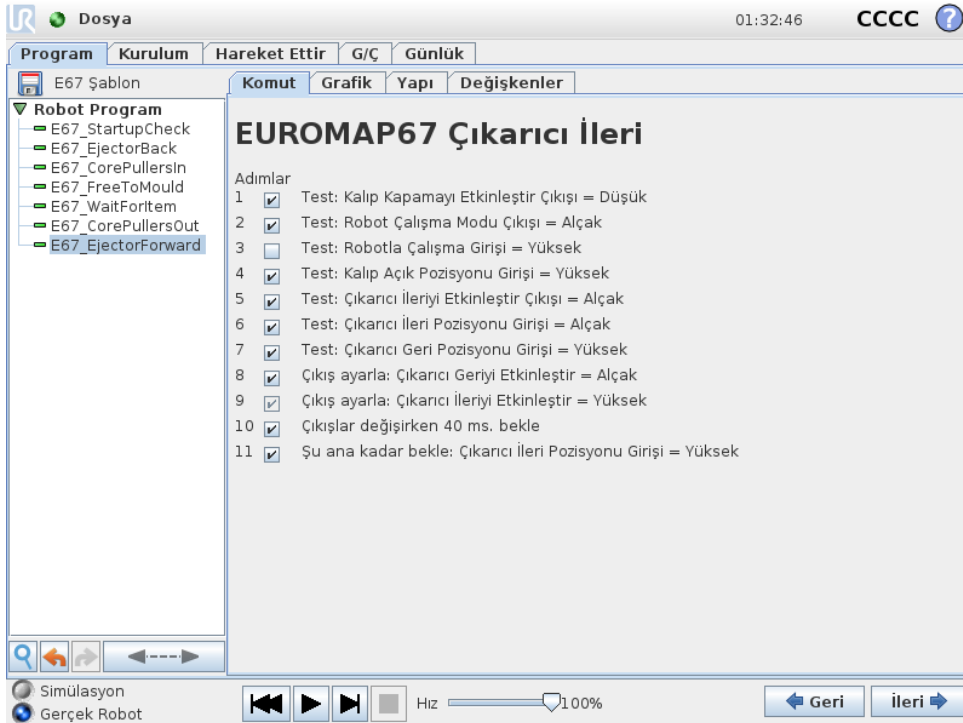 UR Dosya 01:32:46 CCCC ?
Program Kurulum Hareket Ettir G/Ç Günlük
E67 Şablon Komut Grafik Yapı Değişkenler
Robot Program
E67_StartupCheck
E67_EjectorBack
E67_CorePullersIn
E67_FreeToMould
E67_WaitForItem
E67_CorePullersOut
E67_EjectorForward
EUROMAP67 Çıkarıcı İleri
Adımlar
1 Test: Kalıp Kapamayı Etkinleştir Çıkışı = Düşük
2 Test: Robot Çalışma Modu Çıkışı = Alçak
3 Test: Robotla Çalışma Girişi = Yüksek
4 Test: Kalıp Açık Pozisyonu Girişi = Yüksek
5 Test: Çıkarıcı İleriyi Etkinleştir Çıkışı = Alçak
6 Test: Çıkarıcı İleri Pozisyonu Girişi = Alçak
7 Test: Çıkarıcı Geri Pozisyonu Girişi = Yüksek
8 Çıkış ayarla: Çıkarıcı Geriyi Etkinleştir = Alçak
9 Çıkış ayarla: Çıkarıcı İleriyi Etkinleştir = Yüksek
10 Çıkışlar değişirken 40 ms. bekle
11 Şu ana kadar bekle: Çıkarıcı İleri Pozisyonu Girişi = Yüksek
Simülasyon
Gerçek Robot
Hız 100%
Geri İleri